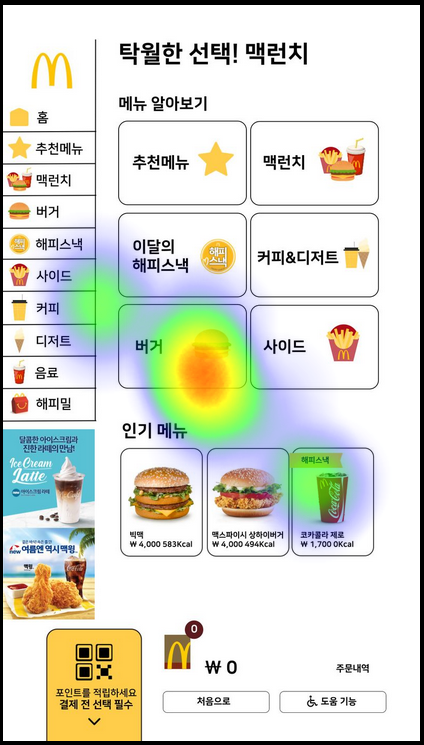 탁월한 선택! 맥런치
메뉴 알아보기
홈
추천메뉴
맥런치
버거
해피스낵
사이드
커피
디저트
음료
해피밀
추천메뉴
맥런치
이달의
해피스낵
해피
스낵
커피&디저트
버거
사이드
인기 메뉴
빅맥
₩ 4,000 583Kcal
맥스파이시 상하이버거
₩ 4,000 494Kcal
해피스낵
코카콜라 제로
₩ 1,700 0Kcal
달콤한 아이스크림과
진한 라떼의 만남!
Ice Cream
Latte
아이스크림 라떼
new 여름엔 역시 맥윙
맥윙
Coca-Cola
포인트를 적립하세요
결제 전 선택 필수
0
₩ 0
주문내역
처음으로
도움 기능